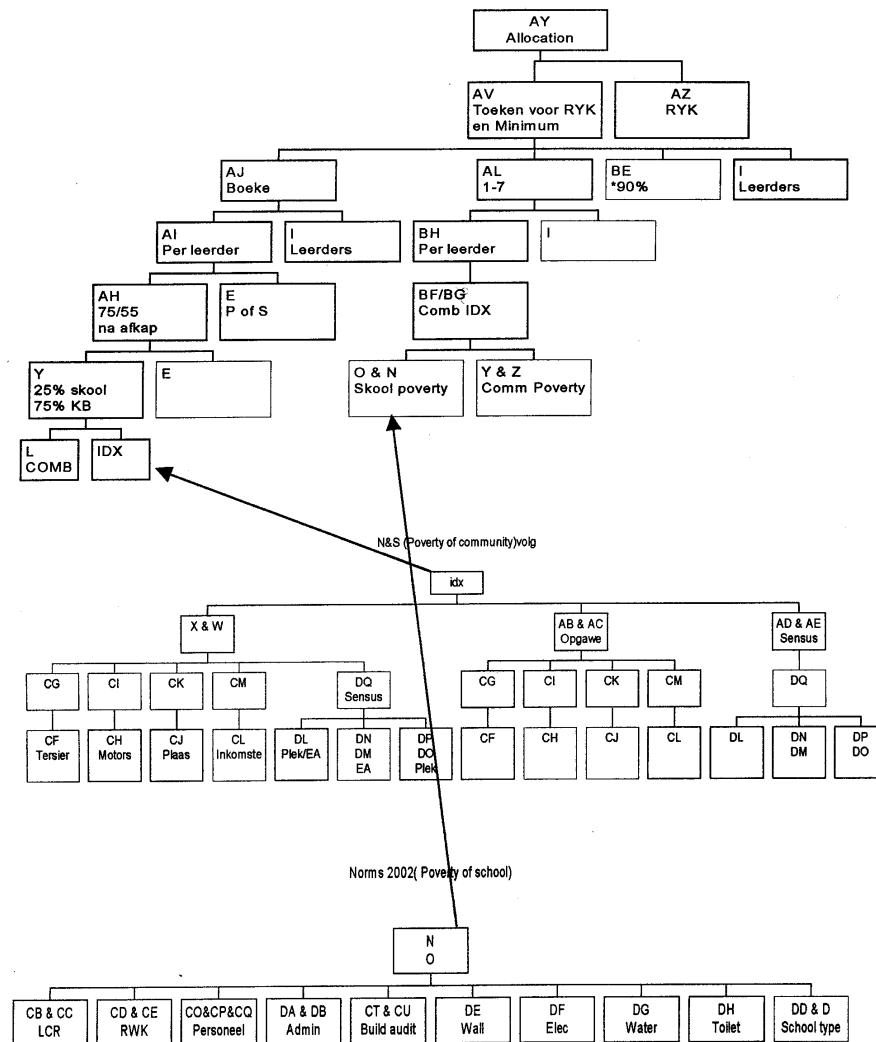 AY
Allocation
AV
Toeken voor RYK
en Minimum
AZ
RYK
AJ
Boeke
AL
1-7
BE
*90%
I
Leerders
AI
Per leerder
I
Leerders
BH
Per leerder
I
AH
75/55
na afkap
E
P of S
BF/BG
Comb IDX
Y
25% skool
75% KB
E
O & N
Skool poverty
Y & Z
Comm Poverty
L
COMB
IDX
N&S (Poverty of community)volg
idx
X & W
AB & AC
Opgawe
AD & AE
Sensus
CG
CI
CK
CM
DQ
Sensus
CG
CI
CK
CM
DQ
CF
Tersier
CH
Motors
CJ
Plaas
CL
Inkomste
DL
Plek/EA
DN
DM
EA
DP
DO
Plek
CF
CH
CJ
CL
DL
DN
DM
DP
DO
Norms 2002( Poverty of school)
N
O
CB & CC
LCR
CD & CE
RWK
CO&CP&CQ
Personeel
DA & DB
Admin
CT & CU
Build audit
DE
Wall
DF
Elec
DG
Water
DH
Toilet
DD & D
School type